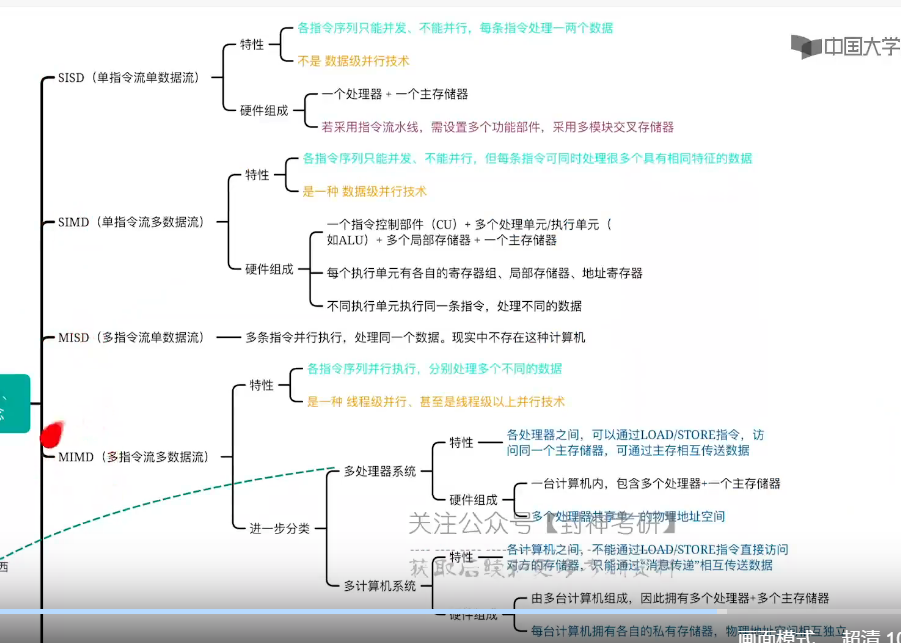 各指令序列只能并发、不能并行，每条指令处理一两个数据
中国大学
特性
不是 数据级并行技术
SISD（单指令流单数据流）
一个处理器 + 一个主存储器
硬件组成
若采用指令流水线，需设置多个功能部件，采用多模块交叉存储器
各指令序列只能并发、不能并行，但每条指令可同时处理很多个具有相同特征的数据
特性
是一种 数据级并行技术
SIMD（单指令流多数据流）
一个指令控制部件（CU）+ 多个处理单元/执行单元（
如ALU）+ 多个局部存储器 + 一个主存储器
硬件组成
每个执行单元有各自的寄存器组、局部存储器、地址寄存器
不同执行单元执行同一条指令，处理不同的数据
MISD（多指令流单数据流）
多条指令并行执行，处理同一个数据。现实中不存在这种计算机
各指令序列并行执行，分别处理多个不同的数据
特性
是一种 线程级并行、甚至是线程级以上并行技术
MIMD（多指令流多数据流）
各处理器之间，可以通过LOAD/STORE指令，访
问同一个主存储器，可通过主存相互传送数据
特性
多处理器系统
一台计算机内，包含多个处理器+一个主存储器
硬件组成
多个处理器共享单一的物理地址空间
关注公众号【封神考研】
进一步分类
各计算机之间，不能通过LOAD/STORE指令直接访问
对方的存储器，只能通过“消息传递”相互传送数据
特性
西
多计算机系统
由多台计算机组成，因此拥有多个处理器+多个主存储器
硬件组成
每台计算机拥有各自的私有存储器，物理地址空间相互独立
画面模式
超清 10